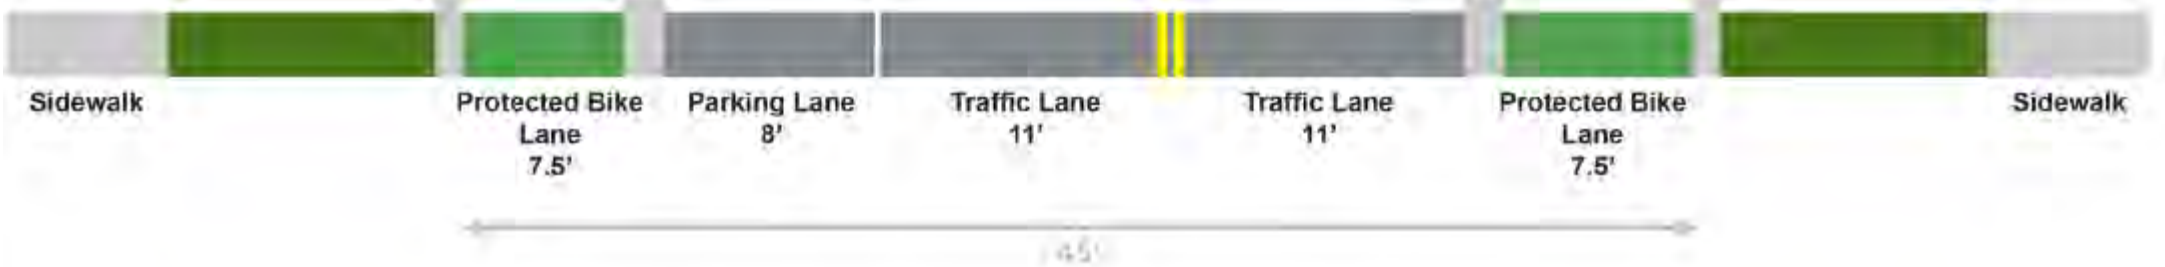 Sidewalk
Protected Bike
Lane
7.5'
Parking Lane
8'
Traffic Lane
11'
Traffic Lane
11'
Protected Bike
Lane
7.5'
Sidewalk
45'